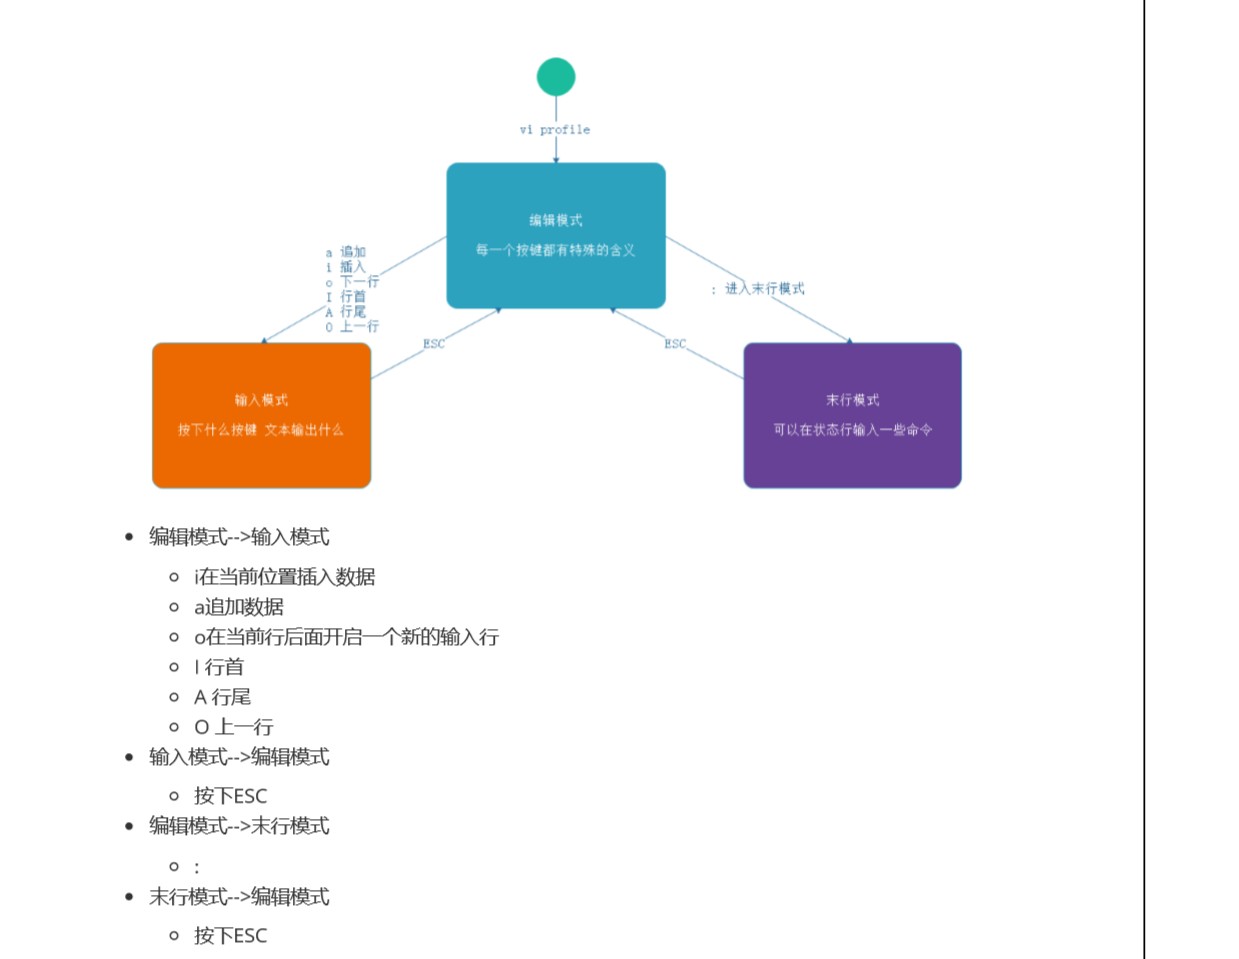 vi profile
编辑模式
每一个按键都有特殊的含义
a 追加
i 插入
o 下一行
I 行首
A 行尾
O 上一行
: 进入末行模式
ESC
ESC
输入模式
按下什么按键 文本输出什么
末行模式
可以在状态行输入一些命令
编辑模式-->输入模式
i在当前位置插入数据
a追加数据
o在当前行后面开启一个新的输入行
I 行首
A 行尾
O 上一行
输入模式-->编辑模式
按下ESC
编辑模式-->末行模式
:
末行模式-->编辑模式
按下ESC